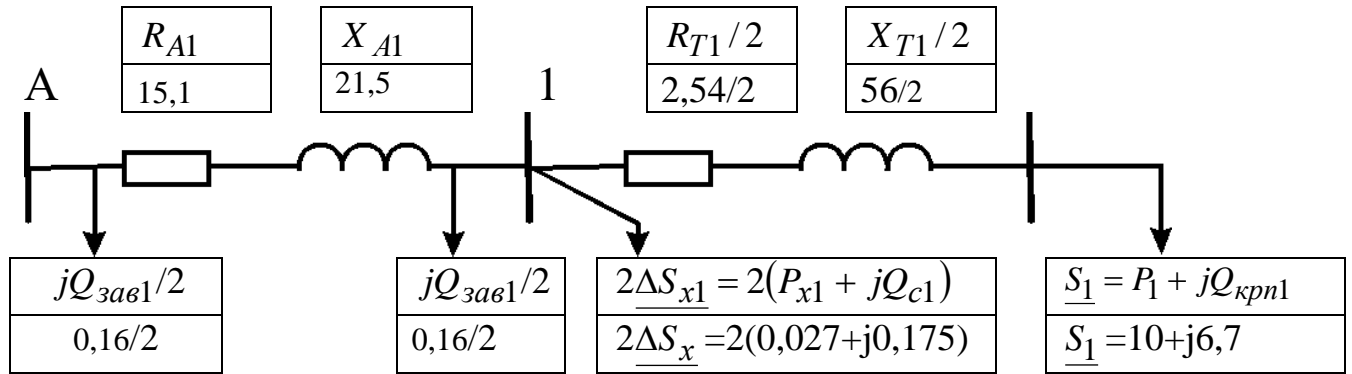 R_A1
X_A1
R_T1/2
X_T1/2
15,1
21,5
2,54/2
56/2
А
1
jQ_зав1/2
jQ_зав1/2
2ΔS_x1 = 2(P_x1 + jQ_c1)
S_1 = P_1 + jQ_крп1
0,16/2
0,16/2
2ΔS_x =2(0,027+j0,175)
S_1 =10+j6,7